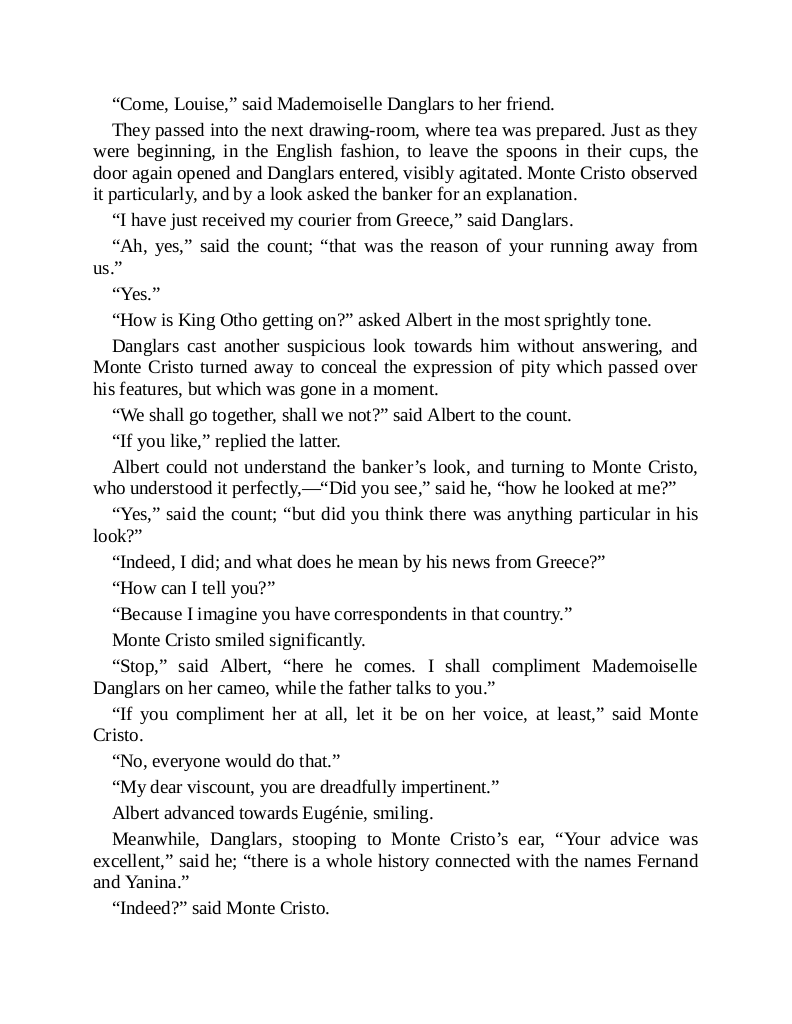 “Come, Louise,” said Mademoiselle Danglars to her friend.
They passed into the next drawing-room, where tea was prepared. Just as they
were beginning, in the English fashion, to leave the spoons in their cups, the
door again opened and Danglars entered, visibly agitated. Monte Cristo observed
it particularly, and by a look asked the banker for an explanation.
“I have just received my courier from Greece,” said Danglars.
“Ah, yes,” said the count; “that was the reason of your running away from
us.”
“Yes.”
“How is King Otho getting on?” asked Albert in the most sprightly tone.
Danglars cast another suspicious look towards him without answering, and
Monte Cristo turned away to conceal the expression of pity which passed over
his features, but which was gone in a moment.
“We shall go together, shall we not?” said Albert to the count.
“If you like,” replied the latter.
Albert could not understand the banker’s look, and turning to Monte Cristo,
who understood it perfectly,—“Did you see,” said he, “how he looked at me?”
“Yes,” said the count; “but did you think there was anything particular in his
look?”
“Indeed, I did; and what does he mean by his news from Greece?”
“How can I tell you?”
“Because I imagine you have correspondents in that country.”
Monte Cristo smiled significantly.
“Stop,” said Albert, “here he comes. I shall compliment Mademoiselle
Danglars on her cameo, while the father talks to you.”
“If you compliment her at all, let it be on her voice, at least,” said Monte
Cristo.
“No, everyone would do that.”
“My dear viscount, you are dreadfully impertinent.”
Albert advanced towards Eugénie, smiling.
Meanwhile, Danglars, stooping to Monte Cristo’s ear, “Your advice was
excellent,” said he; “there is a whole history connected with the names Fernand
and Yanina.”
“Indeed?” said Monte Cristo.